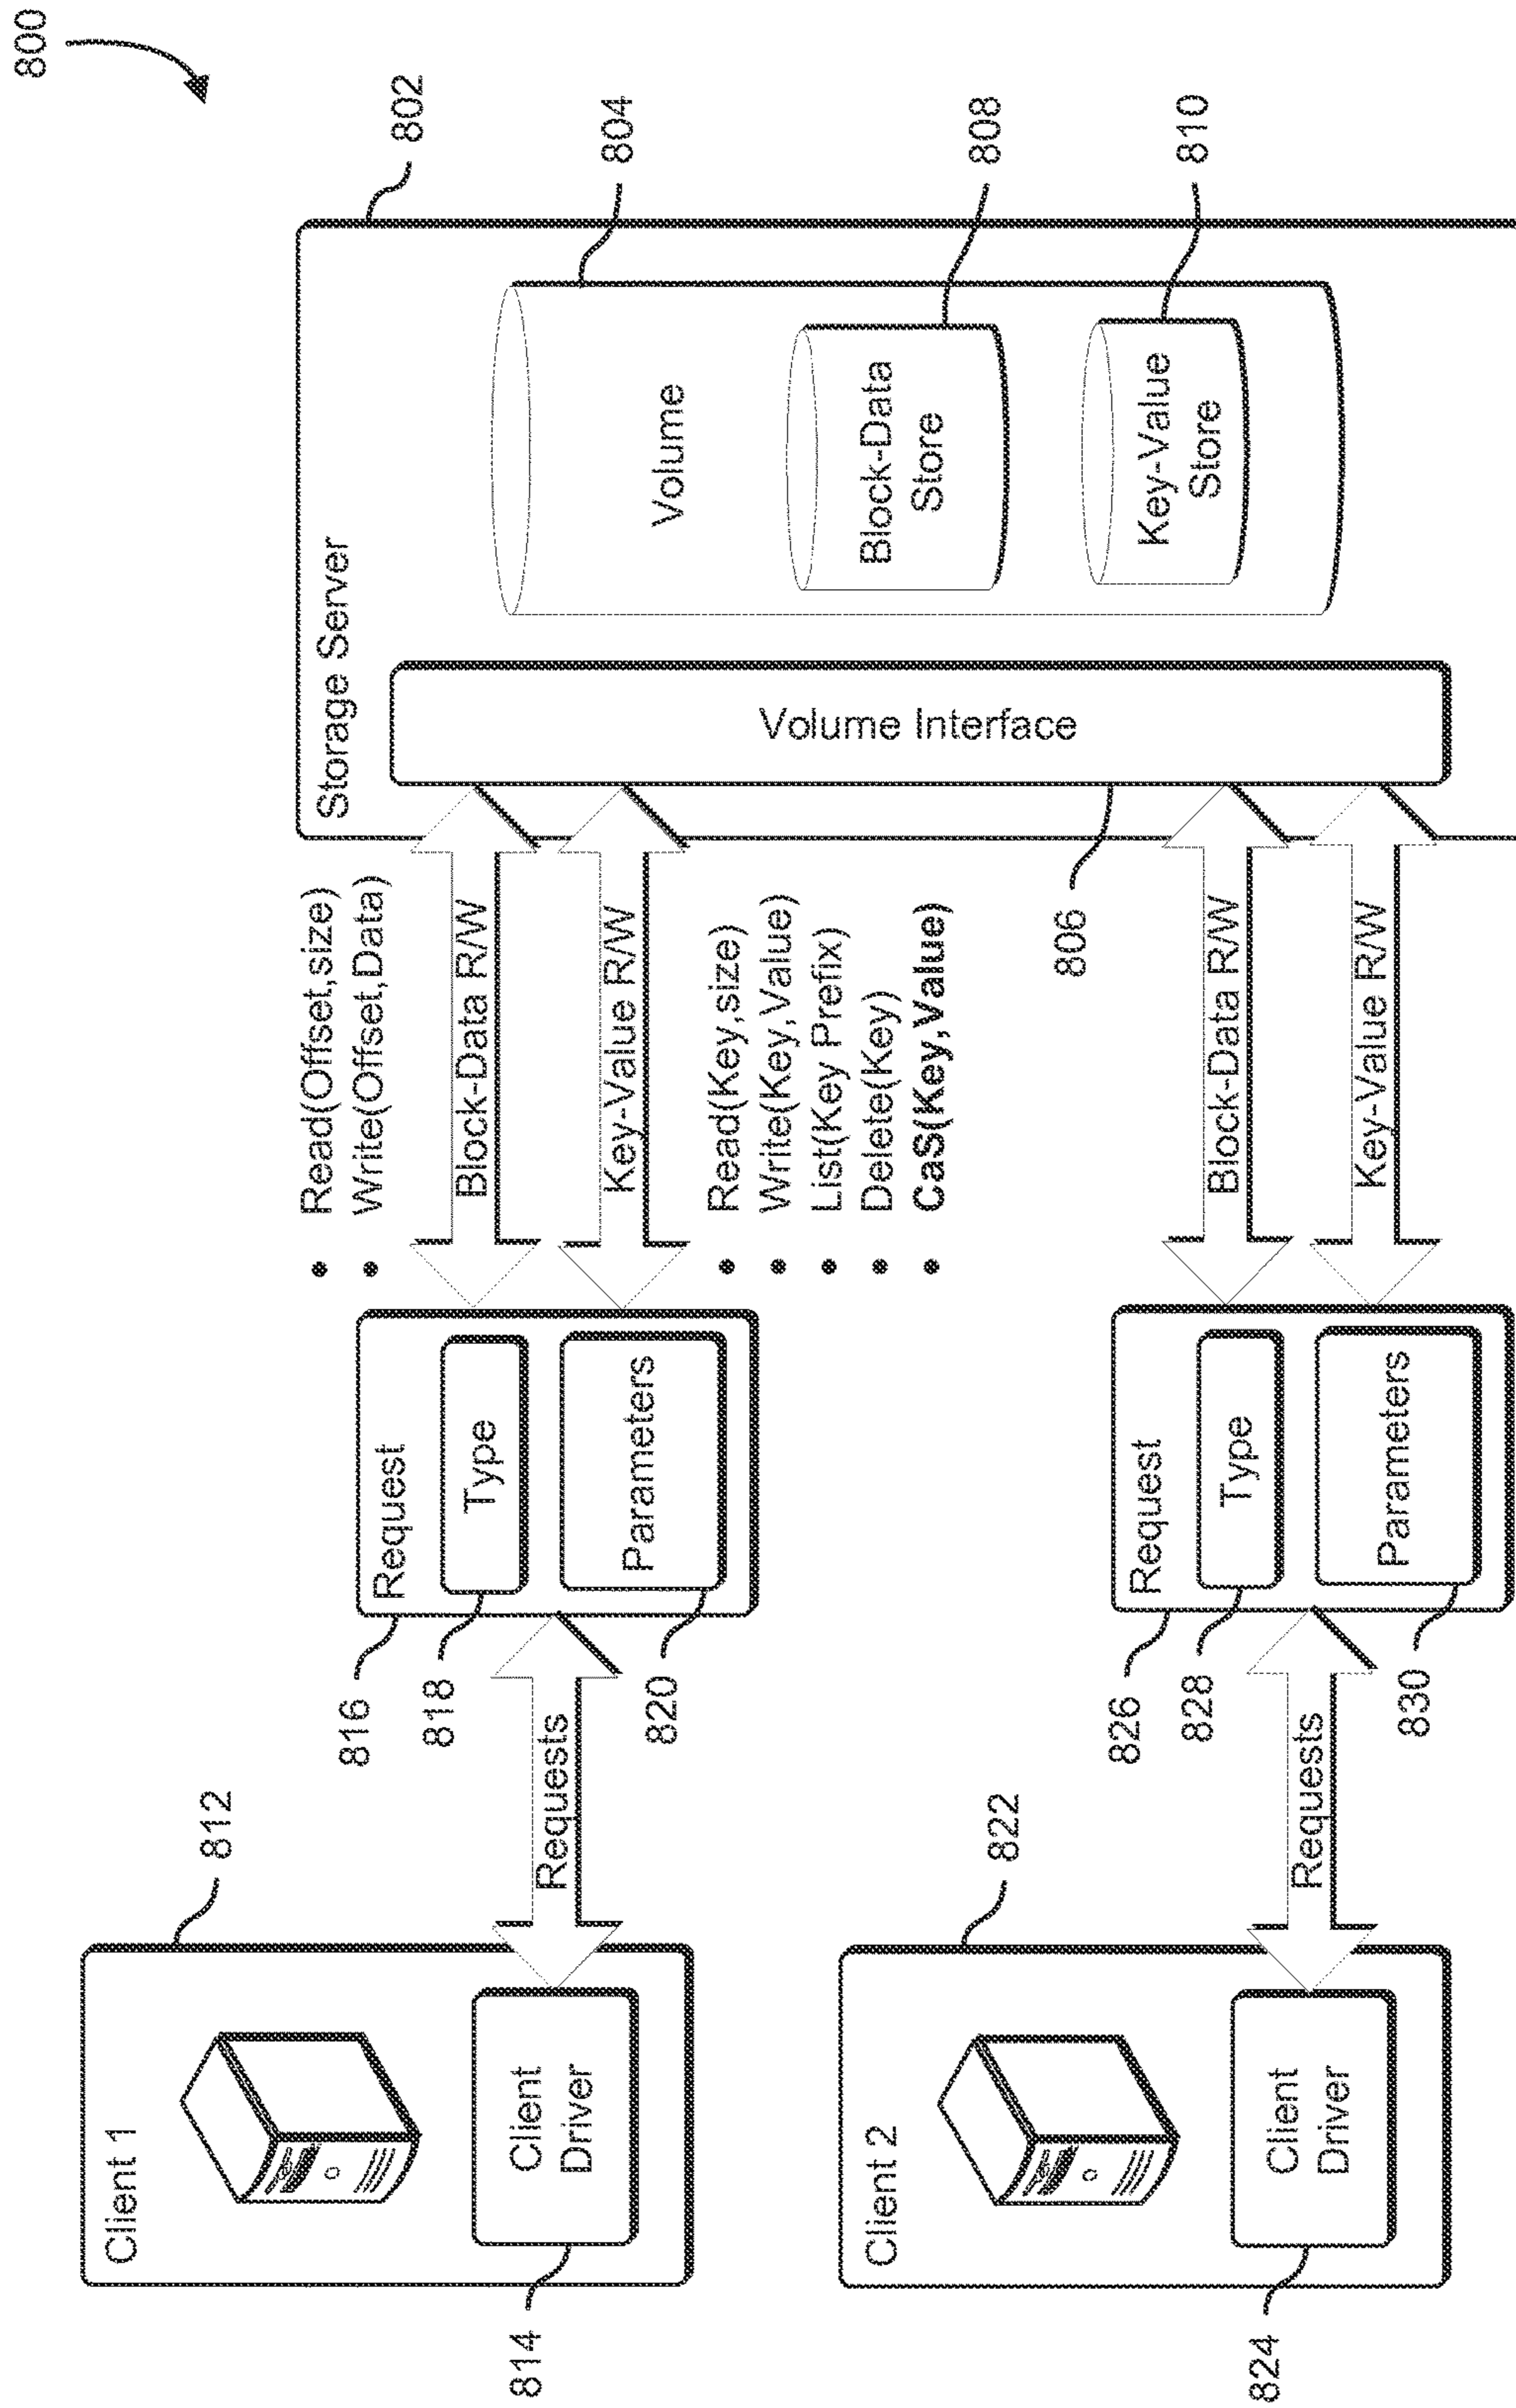 800
Client 1
812
Client
Driver
814
Requests
816
Request
818
Type
820
Parameters
• Read(Offset,size)
• Write(Offset,Data)
Block-Data R/W
Key-Value R/W
• Read(Key,size)
• Write(Key,Value)
• List(Key Prefix)
• Delete(Key)
• CaS(Key,Value)
Storage Server
802
804
Volume
Block-Data
Store
808
Key-Value
Store
810
Volume Interface
806
Client 2
822
Client
Driver
824
Requests
826
Request
828
Type
830
Parameters
Block-Data R/W
Key-Value R/W